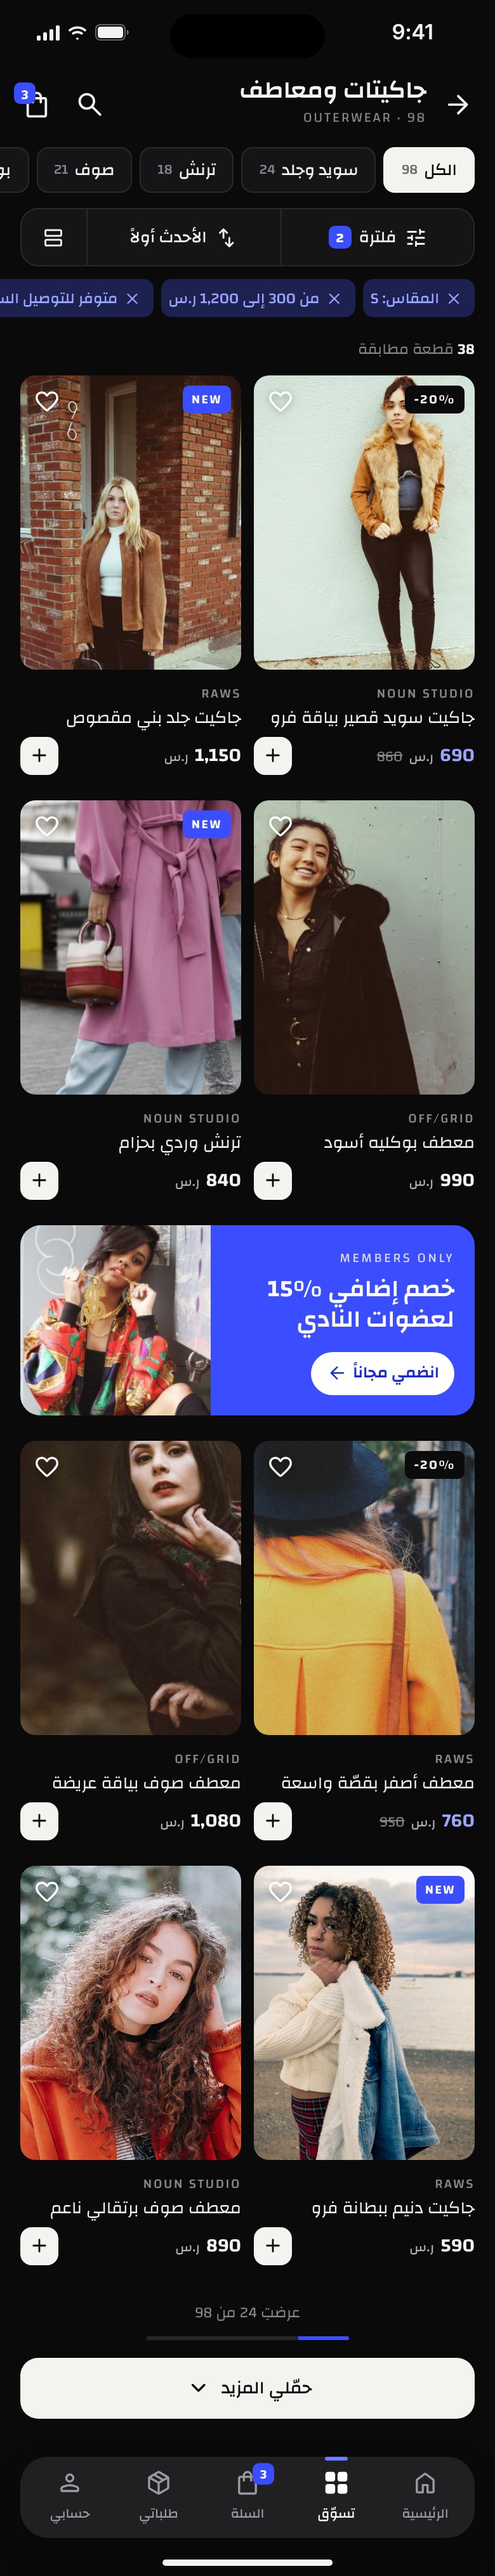 9:41
جاكيتات ومعاطف
OUTERWEAR · 98
3
الكل 98
سويد وجلد 24
ترنش 18
صوف 21
بو
فلترة 2
الأحدث أولاً
المقاس: S
من 300 إلى 1,200 ر.س
متوفر للتوصيل الس
38 قطعة مطابقة
-20%
NOUN STUDIO
جاكيت سويد قصير بياقة فرو
690 ر.س 860
NEW
RAWS
جاكيت جلد بني مقصوص
1,150 ر.س
OFF/GRID
معطف بوكليه أسود
990 ر.س
NEW
NOUN STUDIO
ترنش وردي بحزام
840 ر.س
MEMBERS ONLY
خصم إضافي 15%
لعضوات النادي
انضمي مجاناً
-20%
RAWS
معطف أصفر بقصّة واسعة
760 ر.س 950
OFF/GRID
معطف صوف بياقة عريضة
1,080 ر.س
NEW
RAWS
جاكيت دنيم ببطانة فرو
590 ر.س
NOUN STUDIO
معطف صوف برتقالي ناعم
890 ر.س
عرضتِ 24 من 98
حمّلي المزيد
الرئيسية
تسوّق
3
السلة
طلباتي
حسابي